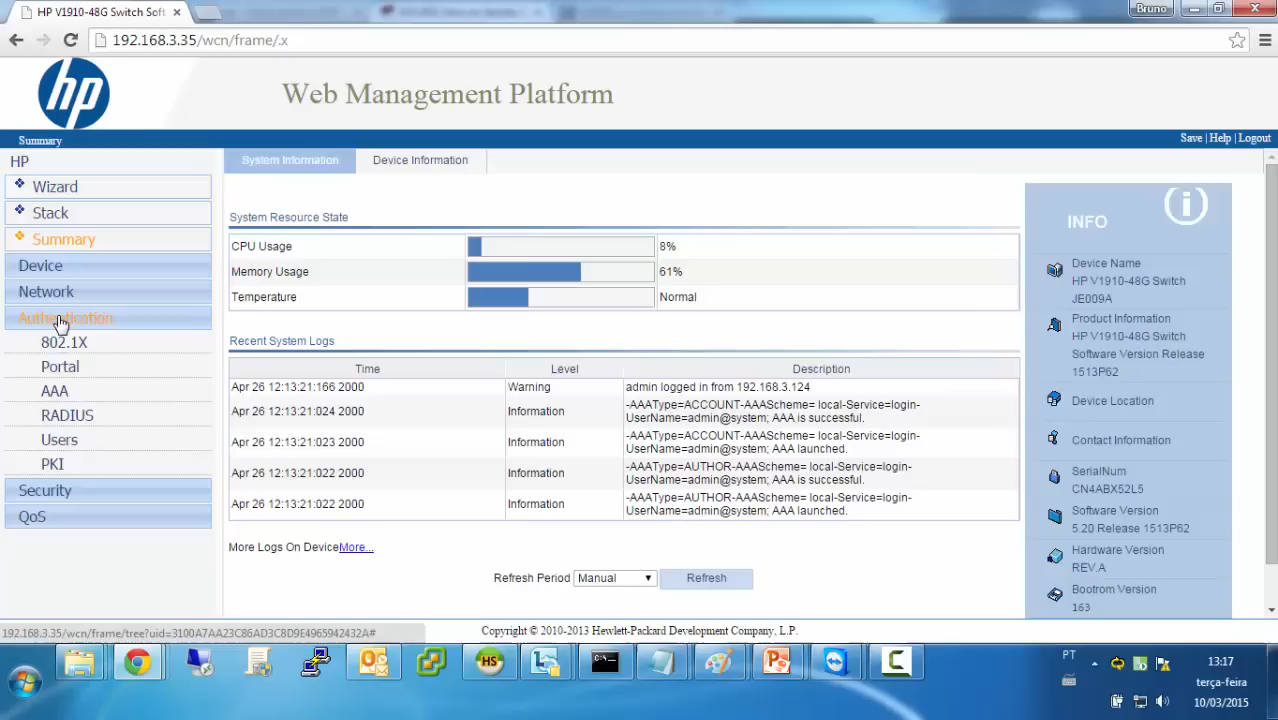 HP V1910-48G Switch Soft
Bruno
192.168.3.35/wcn/frame/.x
hp
Web Management Platform
Summary
Save | Help | Logout
HP
Wizard
Stack
Summary
Device
Network
Authentication
802.1X
Portal
AAA
RADIUS
Users
PKI
Security
QoS
System Information
Device Information
System Resource State
CPU Usage 8%
Memory Usage 61%
Temperature Normal
Recent System Logs
Time Level Description
Apr 26 12:13:21:166 2000 Warning admin logged in from 192.168.3.124
Apr 26 12:13:21:024 2000 Information -AAAType=ACCOUNT-AAAScheme= local-Service=login-
UserName=admin@system; AAA is successful.
Apr 26 12:13:21:023 2000 Information -AAAType=ACCOUNT-AAAScheme= local-Service=login-
UserName=admin@system; AAA launched.
Apr 26 12:13:21:022 2000 Information -AAAType=AUTHOR-AAAScheme= local-Service=login-
UserName=admin@system; AAA is successful.
Apr 26 12:13:21:022 2000 Information -AAAType=AUTHOR-AAAScheme= local-Service=login-
UserName=admin@system; AAA launched.
More Logs On DeviceMore...
Refresh Period Manual Refresh
INFO
Device Name
HP V1910-48G Switch
JE009A
Product Information
HP V1910-48G Switch
Software Version Release
1513P62
Device Location
Contact Information
SerialNum
CN4ABX52L5
Software Version
5.20 Release 1513P62
Hardware Version
REV.A
Bootrom Version
163
192.168.3.35/wcn/frame/tree?uid=3100A7AA23C86AD3C8D9E4965942432A#
Copyright © 2010-2013 Hewlett-Packard Development Company, L.P.
HS
PT
13:17
terça-feira
10/03/2015